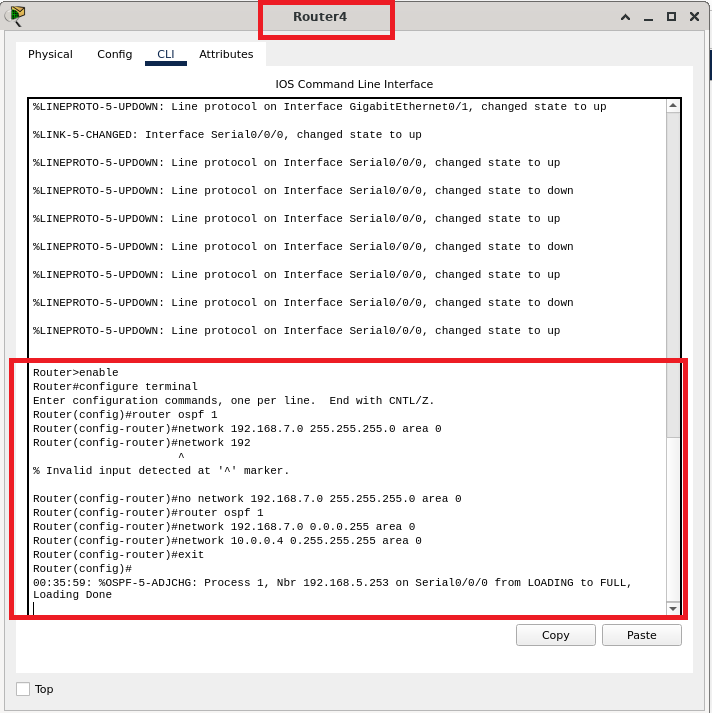 Router4
Physical Config CLI Attributes
IOS Command Line Interface
%LINEPROTO-5-UPDOWN: Line protocol on Interface GigabitEthernet0/1, changed state to up
%LINK-5-CHANGED: Interface Serial0/0/0, changed state to up
%LINEPROTO-5-UPDOWN: Line protocol on Interface Serial0/0/0, changed state to up
%LINEPROTO-5-UPDOWN: Line protocol on Interface Serial0/0/0, changed state to down
%LINEPROTO-5-UPDOWN: Line protocol on Interface Serial0/0/0, changed state to up
%LINEPROTO-5-UPDOWN: Line protocol on Interface Serial0/0/0, changed state to down
%LINEPROTO-5-UPDOWN: Line protocol on Interface Serial0/0/0, changed state to up
%LINEPROTO-5-UPDOWN: Line protocol on Interface Serial0/0/0, changed state to down
%LINEPROTO-5-UPDOWN: Line protocol on Interface Serial0/0/0, changed state to up
Router>enable
Router#configure terminal
Enter configuration commands, one per line.  End with CNTL/Z.
Router(config)#router ospf 1
Router(config-router)#network 192.168.7.0 255.255.255.0 area 0
Router(config-router)#network 192
^
% Invalid input detected at '^' marker.
Router(config-router)#no network 192.168.7.0 255.255.255.0 area 0
Router(config-router)#router ospf 1
Router(config-router)#network 192.168.7.0 0.0.0.255 area 0
Router(config-router)#network 10.0.0.4 0.255.255.255 area 0
Router(config-router)#exit
Router(config)#
00:35:59: %OSPF-5-ADJCHG: Process 1, Nbr 192.168.5.253 on Serial0/0/0 from LOADING to FULL,
Loading Done
Copy Paste
Top